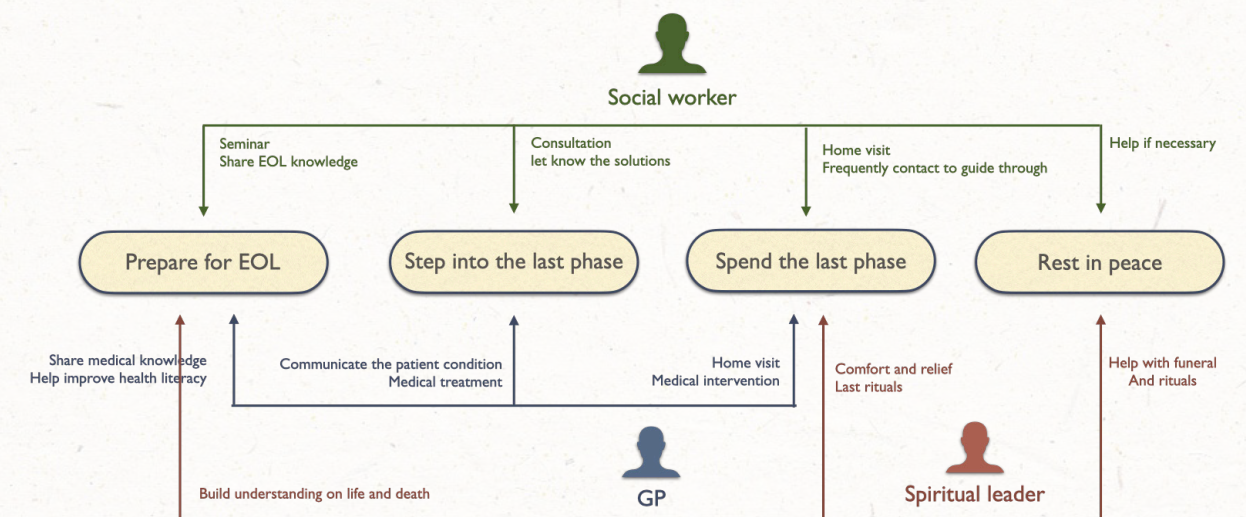 Social worker
Seminar
Share EOL knowledge
Consultation
let know the solutions
Home visit
Frequently contact to guide through
Help if necessary
Prepare for EOL
Step into the last phase
Spend the last phase
Rest in peace
Share medical knowledge
Help improve health literacy
Communicate the patient condition
Medical treatment
Home visit
Medical intervention
Comfort and relief
Last rituals
Help with funeral
And rituals
Build understanding on life and death
GP
Spiritual leader